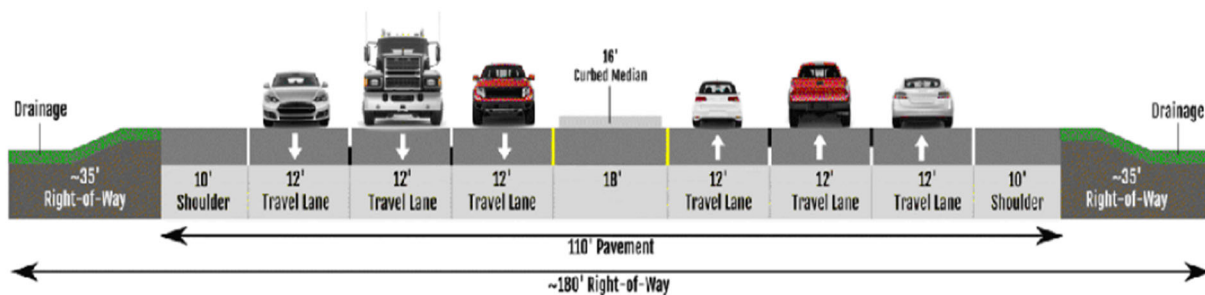 16'
Curbed Median
Drainage
Drainage
~35'
Right-of-Way
10'
Shoulder
12'
Travel Lane
12'
Travel Lane
12'
Travel Lane
18'
12'
Travel Lane
12'
Travel Lane
12'
Travel Lane
10'
Shoulder
~35'
Right-of-Way
110' Pavement
~180' Right-of-Way